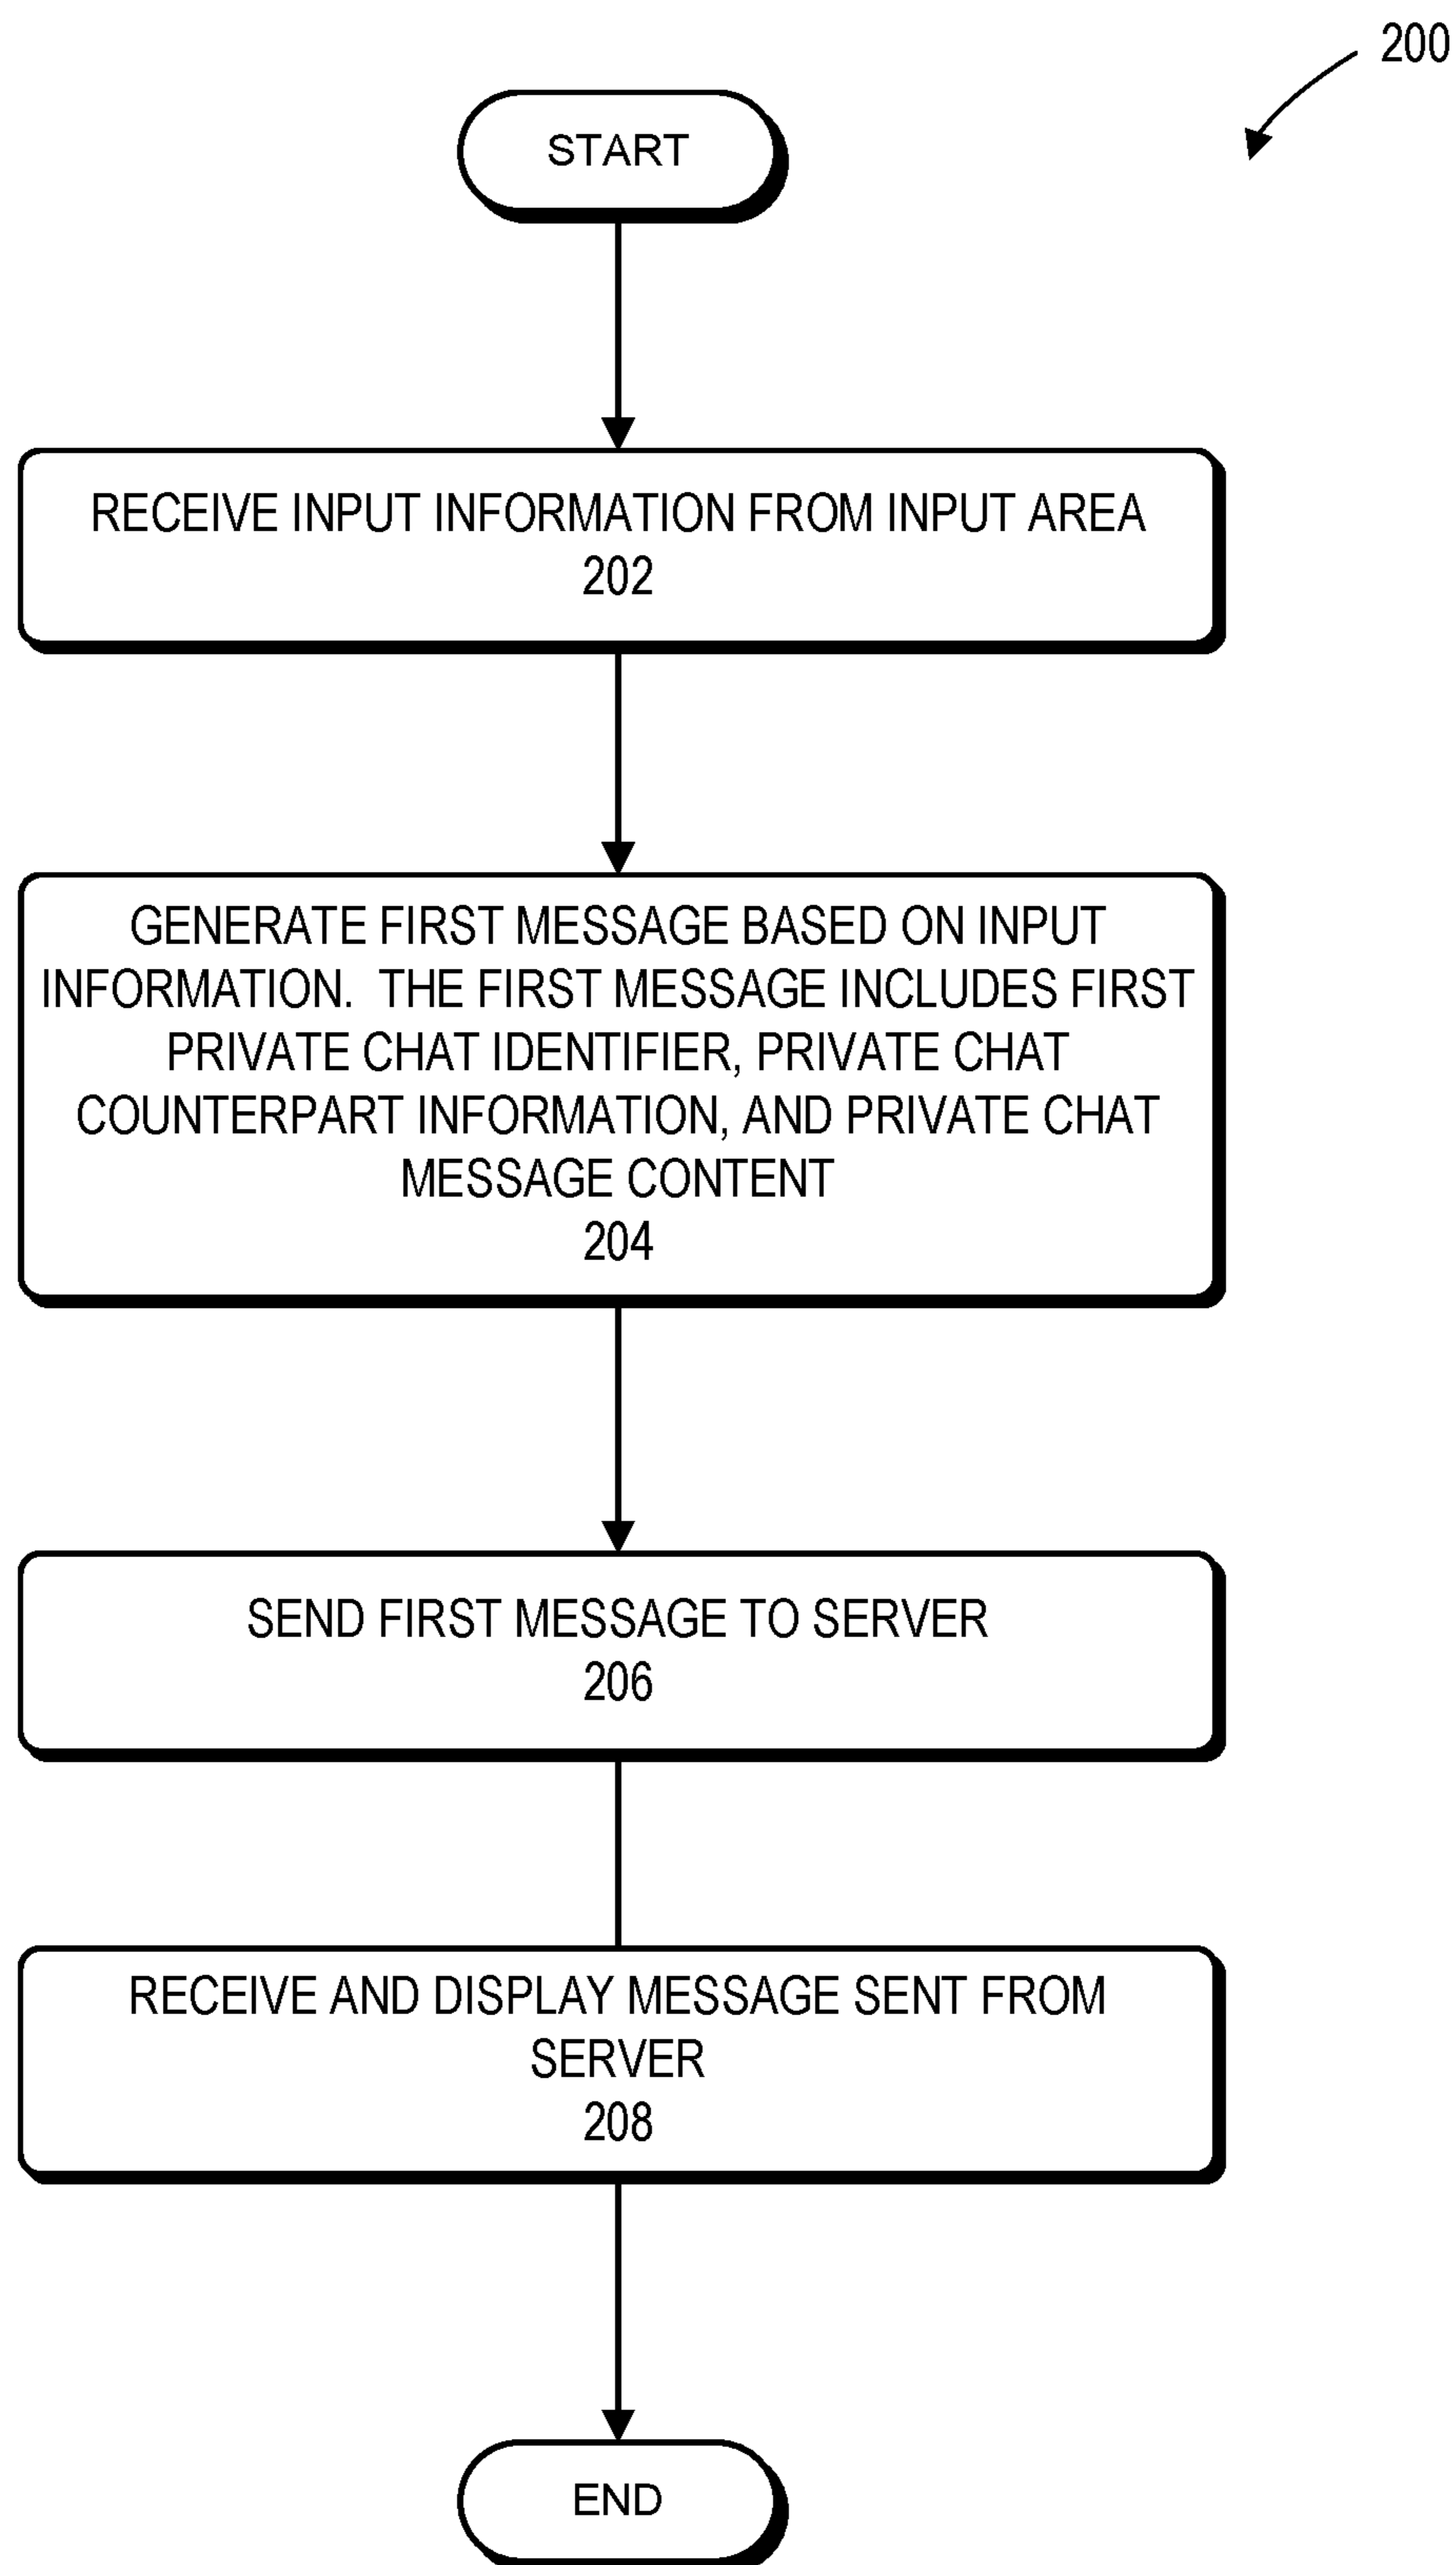 200
START
RECEIVE INPUT INFORMATION FROM INPUT AREA
202
GENERATE FIRST MESSAGE BASED ON INPUT
INFORMATION.  THE FIRST MESSAGE INCLUDES FIRST
PRIVATE CHAT IDENTIFIER, PRIVATE CHAT
COUNTERPART INFORMATION, AND PRIVATE CHAT
MESSAGE CONTENT
204
SEND FIRST MESSAGE TO SERVER
206
RECEIVE AND DISPLAY MESSAGE SENT FROM
SERVER
208
END